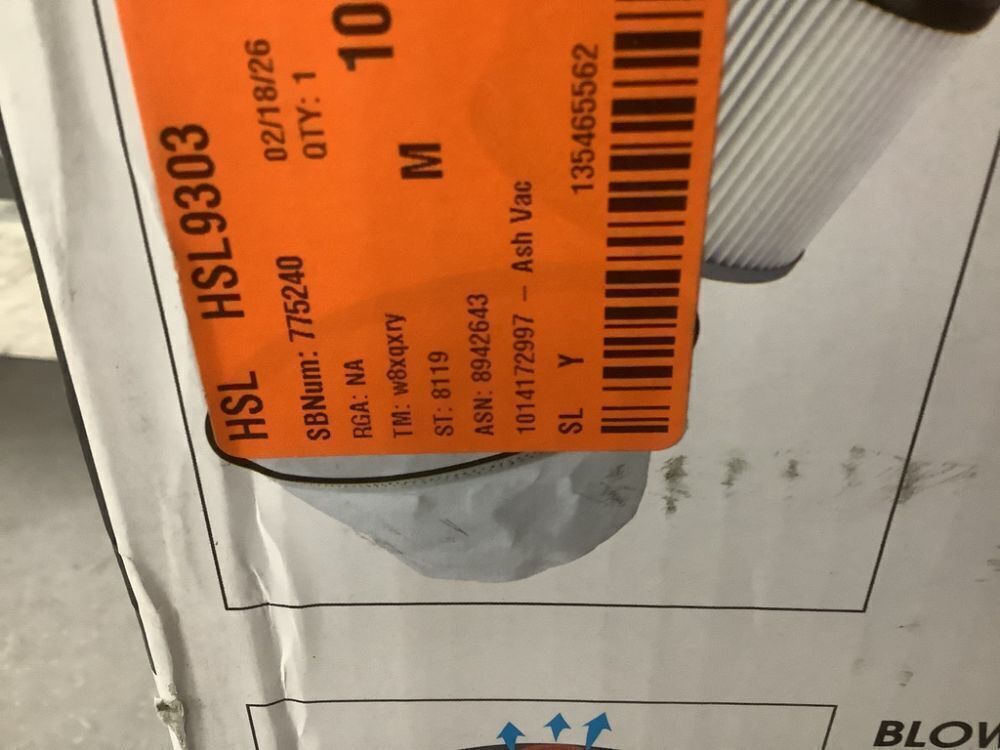 HSL HSL9303
SBNum: 775240 02/18/26
RGA: NA QTY: 1
TM: w8xqxry 10
ST: 8119 M
ASN: 8942643
1014172997 – Ash Vac
SL Y 135465562